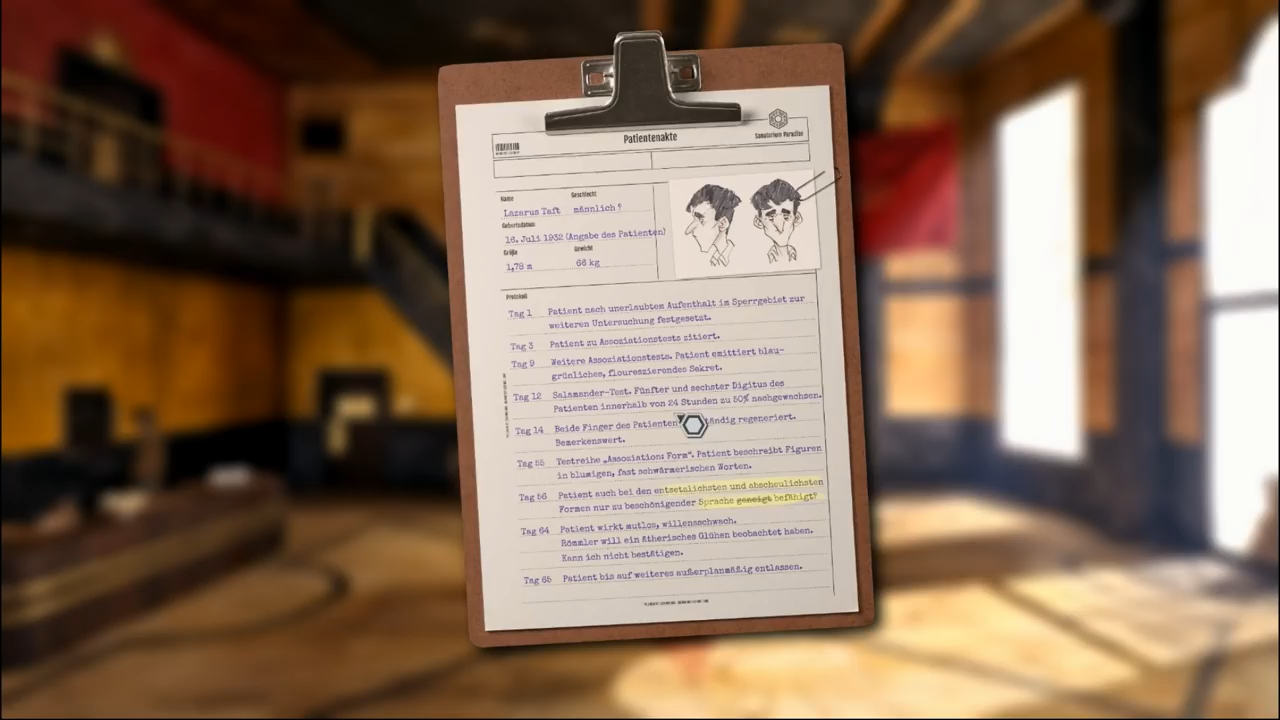 Patientenakte
Sanatorium Paradiso
Name
Geschlecht
Lazarus Taft
männlich?
Geburtsdatum
16. Juli 1932 (Angabe des Patienten)
Größe
Gewicht
1,78 m
66 kg
Protokoll
Tag 1 Patient nach unerlaubtem Aufenthalt im Sperrgebiet zur
weiteren Untersuchung festgesetzt.
Tag 3 Patient zu Assoziationstests zitiert.
Tag 9 Weitere Assoziationstests. Patient emittiert blau-
grünliches, floureszierendes Sekret.
Tag 12 Salamander-Test. Fünfter und sechster Digitus des
Patienten innerhalb von 24 Stunden zu 50% nachgewachsen.
Tag 14 Beide Finger des Patienten ständig regeneriert.
Bemerkenswert.
Tag 55 Testreihe „Assoziation: Form“. Patient beschreibt Figuren
in blumigen, fast schwärmerischen Worten.
Tag 56 Patient auch bei den entsetzlichsten und abscheulichsten
Formen nur zu beschönigender Sprache geneigt befähigt?
Tag 64 Patient wirkt mutlos, willensschwach.
Römmler will ein ätherisches Glühen beobachtet haben.
Kann ich nicht bestätigen.
Tag 65 Patient bis auf weiteres außerplanmäßig entlassen.